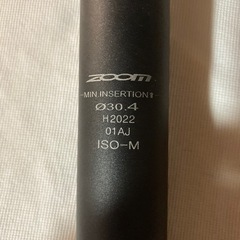 ZOOM
-MIN.INSERTION-
Ø30.4
H2022
01AJ
ISO-M